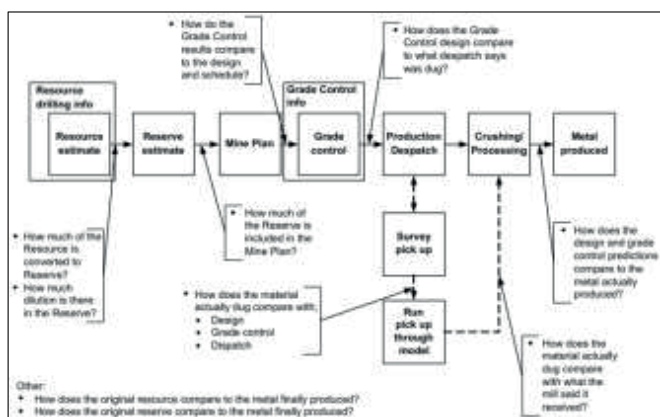 • How do the
Grade Control
results compare
to the design
and schedule?
• How does the Grade
Control design compare
to what despatch says
was dug?
Resource
drilling info
Grade Control
info
Resource
estimate
Reserve
estimate
Mine Plan
Grade
control
Production
Despatch
Crushing/
Processing
Metal
produced
• How much of the
Resource is
converted to
Reserve?
• How much
dilution is there
in the Reserve?
• How much of
the Reserve is
included in the
Mine Plan?
Survey
pick up
• How does the
design and grade
control predictions
compare to the
metal actually
produced?
• How does the material
actually dug compare with;
• Design
• Grade control
• Dispatch
Run
pick up
through
model
• How does the
material actually
dug compare
with what the
mill said it
received?
Other:
• How does the original resource compare to the metal finally produced?
• How does the original reserve compare to the metal finally produced?